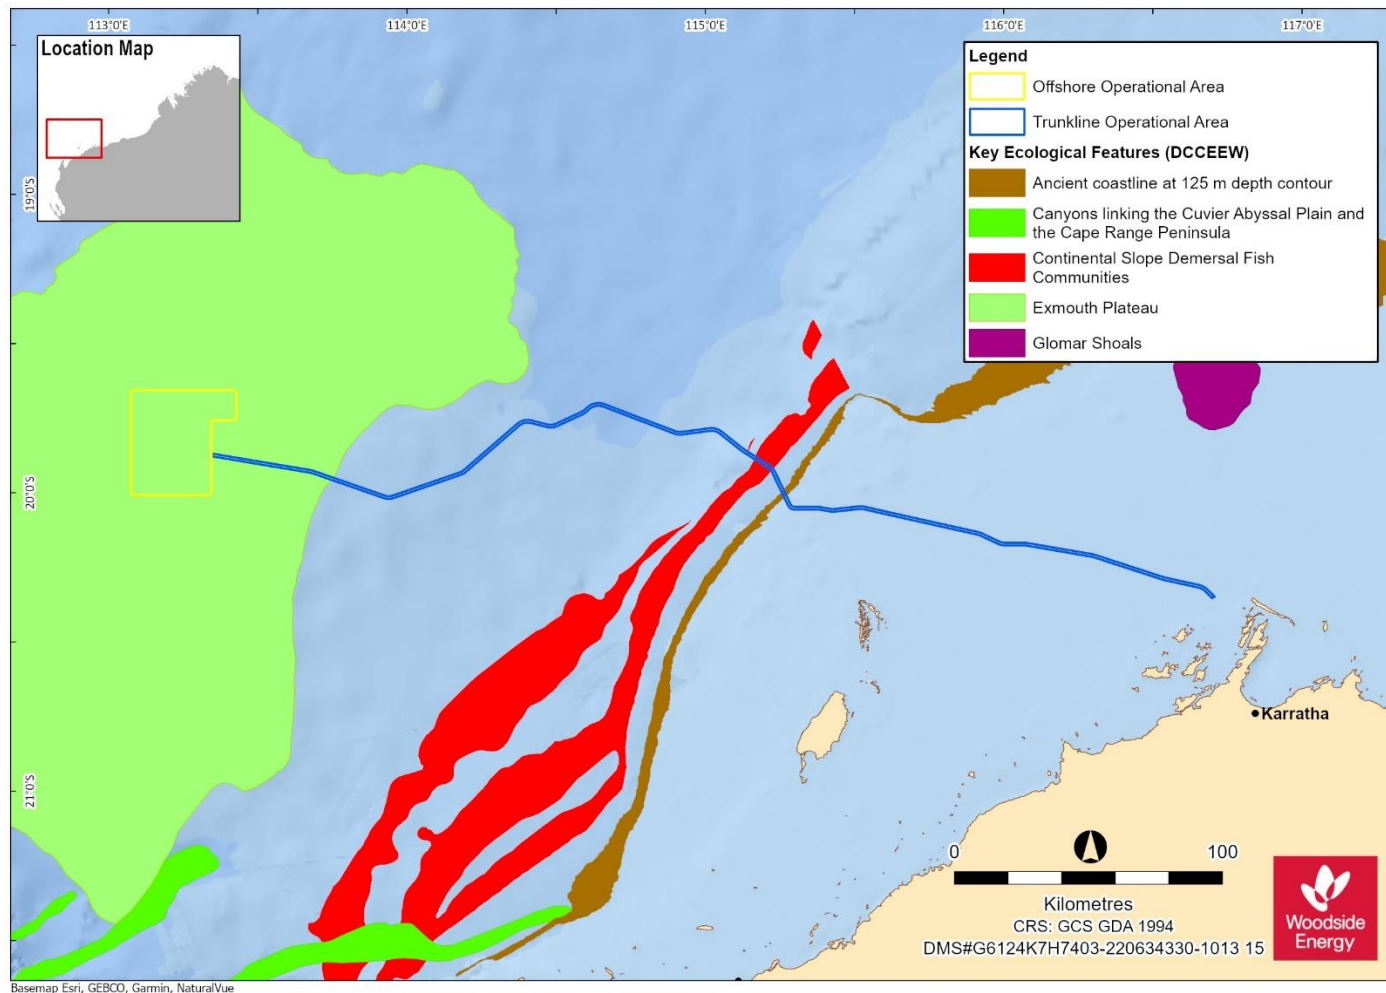 113°0'E
114°0'E
115°0'E
116°0'E
117°0'E
Location Map
Legend
Offshore Operational Area
Trunkline Operational Area
Key Ecological Features (DCCEEW)
Ancient coastline at 125 m depth contour
Canyons linking the Cuvier Abyssal Plain and
the Cape Range Peninsula
Continental Slope Demersal Fish
Communities
Exmouth Plateau
Glomar Shoals
19°0'S
20°0'S
21°0'S
Karratha
0
100
Kilometres
CRS: GCS GDA 1994
DMS#G6124K7H7403-220634330-1013 15
Woodside
Energy
Basemap Esri, GEBCO, Garmin, NaturalVue